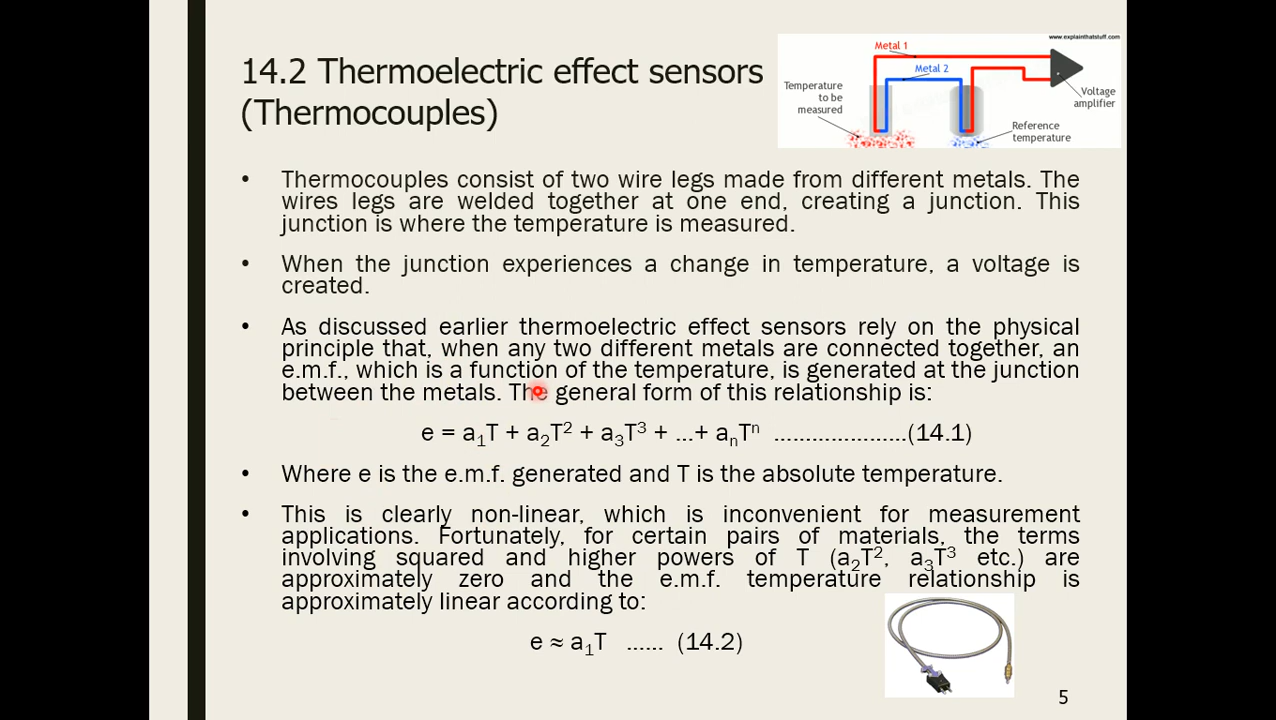 14.2 Thermoelectric effect sensors
(Thermocouples)
www.explainthatstuff.com
Metal 1
Metal 2
Temperature
to be
measured
Voltage
amplifier
Reference
temperature
• Thermocouples consist of two wire legs made from different metals. The
wires legs are welded together at one end, creating a junction. This
junction is where the temperature is measured.
• When the junction experiences a change in temperature, a voltage is
created.
• As discussed earlier thermoelectric effect sensors rely on the physical
principle that, when any two different metals are connected together, an
e.m.f., which is a function of the temperature, is generated at the junction
between the metals. The general form of this relationship is:
e = a₁T + a₂T² + a₃T³ + ...+ aₙTⁿ .....................(14.1)
• Where e is the e.m.f. generated and T is the absolute temperature.
• This is clearly non-linear, which is inconvenient for measurement
applications. Fortunately, for certain pairs of materials, the terms
involving squared and higher powers of T (a₂T², a₃T³ etc.) are
approximately zero and the e.m.f. temperature relationship is
approximately linear according to:
e ≈ a₁T ...... (14.2)
5